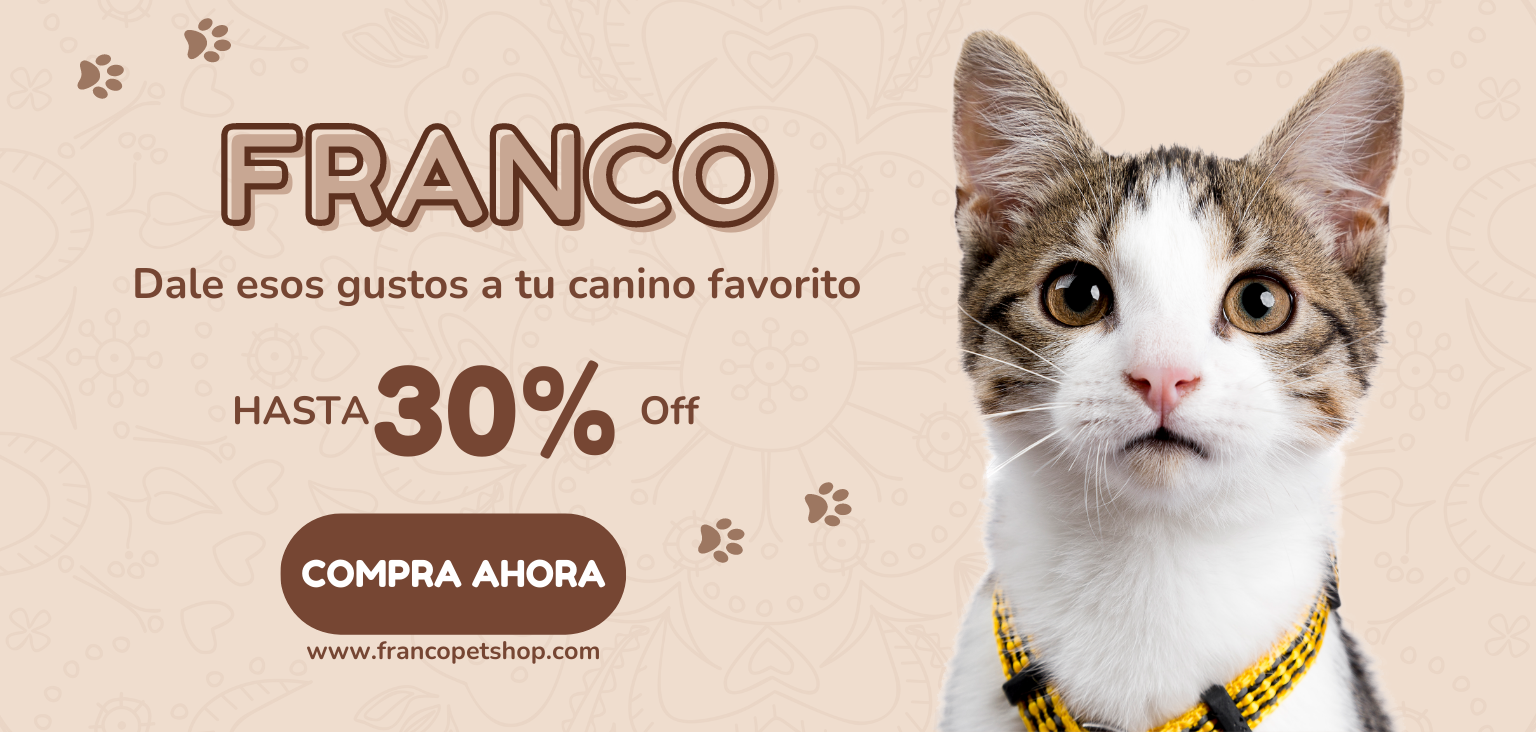 FRANCO
Dale esos gustos a tu canino favorito
HASTA 30% Off
COMPRA AHORA
www.francopetshop.com